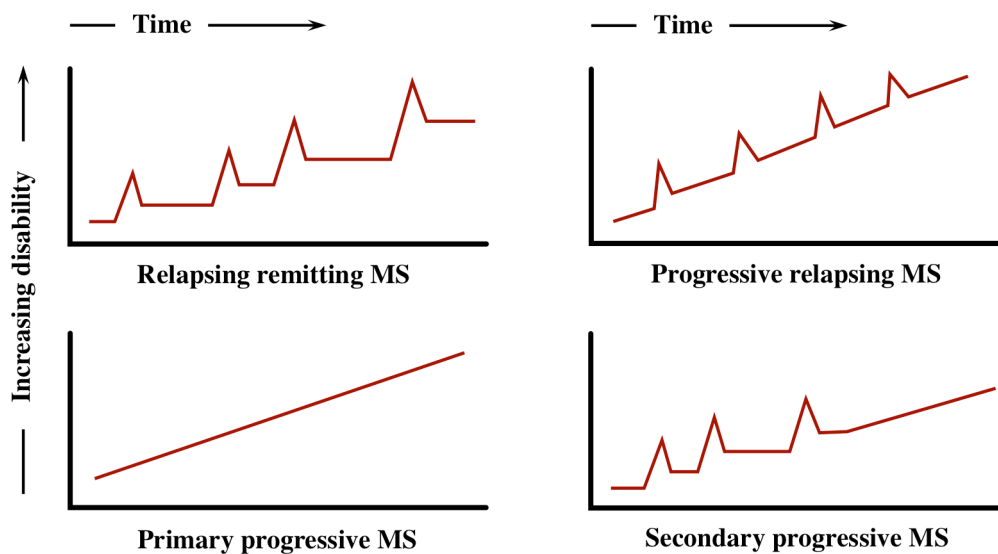 Time
Time
Increasing disability
Relapsing remitting MS
Progressive relapsing MS
Primary progressive MS
Secondary progressive MS